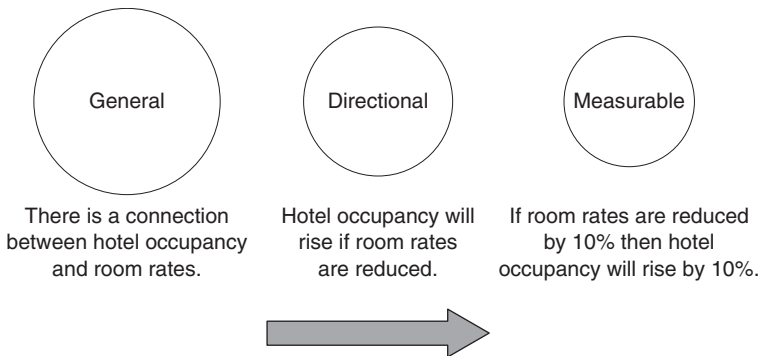 General
Directional
Measurable
There is a connection
between hotel occupancy
and room rates.
Hotel occupancy will
rise if room rates
are reduced.
If room rates are reduced
by 10% then hotel
occupancy will rise by 10%.